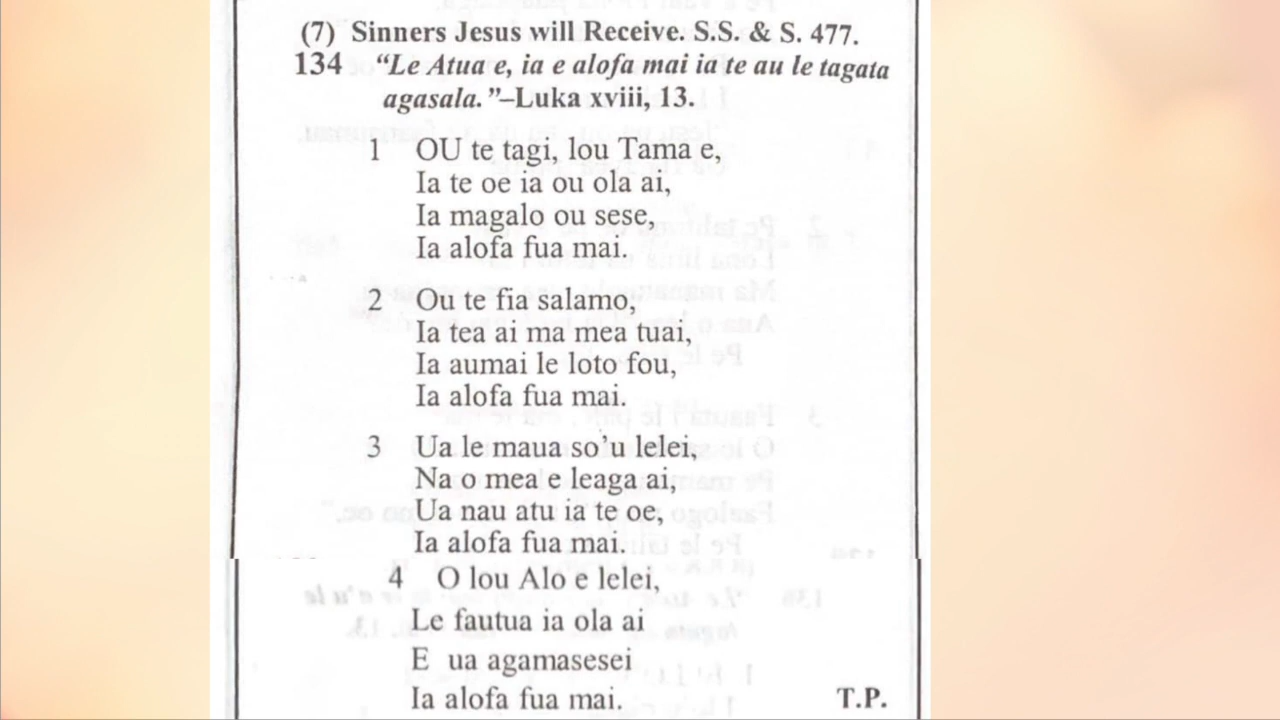 (7) Sinners Jesus will Receive. S.S. & S. 477.
134 “Le Atua e, ia e alofa mai ia te au le tagata
agasala.”–Luka xviii, 13.
1 OU te tagi, lou Tama e,
Ia te oe ia ou ola ai,
Ia magalo ou sese,
Ia alofa fua mai.
2 Ou te fia salamo,
Ia tea ai ma mea tuai,
Ia aumai le loto fou,
Ia alofa fua mai.
3 Ua le maua so’u lelei,
Na o mea e leaga ai,
Ua nau atu ia te oe,
Ia alofa fua mai.
4 O lou Alo e lelei,
Le fautua ia ola ai
E ua agamasesei
Ia alofa fua mai. T.P.